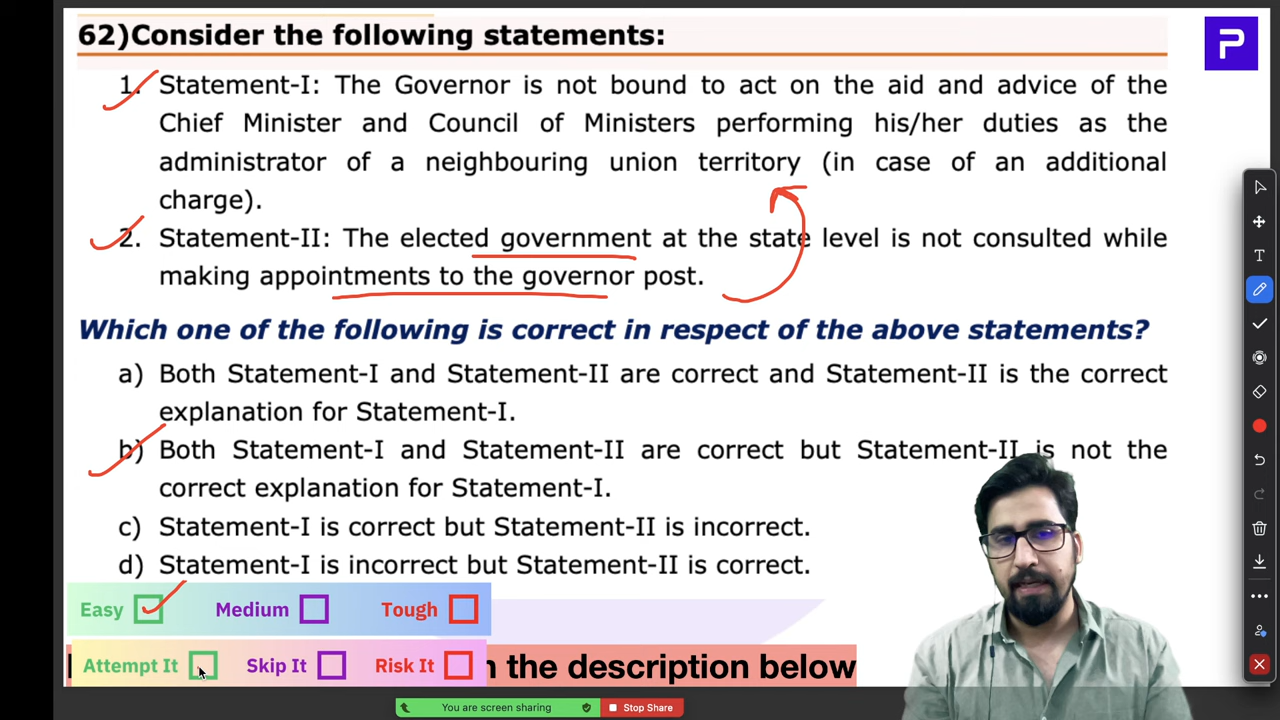 62)Consider the following statements:
P
1. Statement-I: The Governor is not bound to act on the aid and advice of the
Chief Minister and Council of Ministers performing his/her duties as the
administrator of a neighbouring union territory (in case of an additional
charge).
2. Statement-II: The elected government at the state level is not consulted while
making appointments to the governor post.
Which one of the following is correct in respect of the above statements?
a) Both Statement-I and Statement-II are correct and Statement-II is the correct
explanation for Statement-I.
b) Both Statement-I and Statement-II are correct but Statement-II is not the
correct explanation for Statement-I.
c) Statement-I is correct but Statement-II is incorrect.
d) Statement-I is incorrect but Statement-II is correct.
Easy Medium Tough
Attempt It Skip It Risk It
n the description below
You are screen sharing Stop Share
T